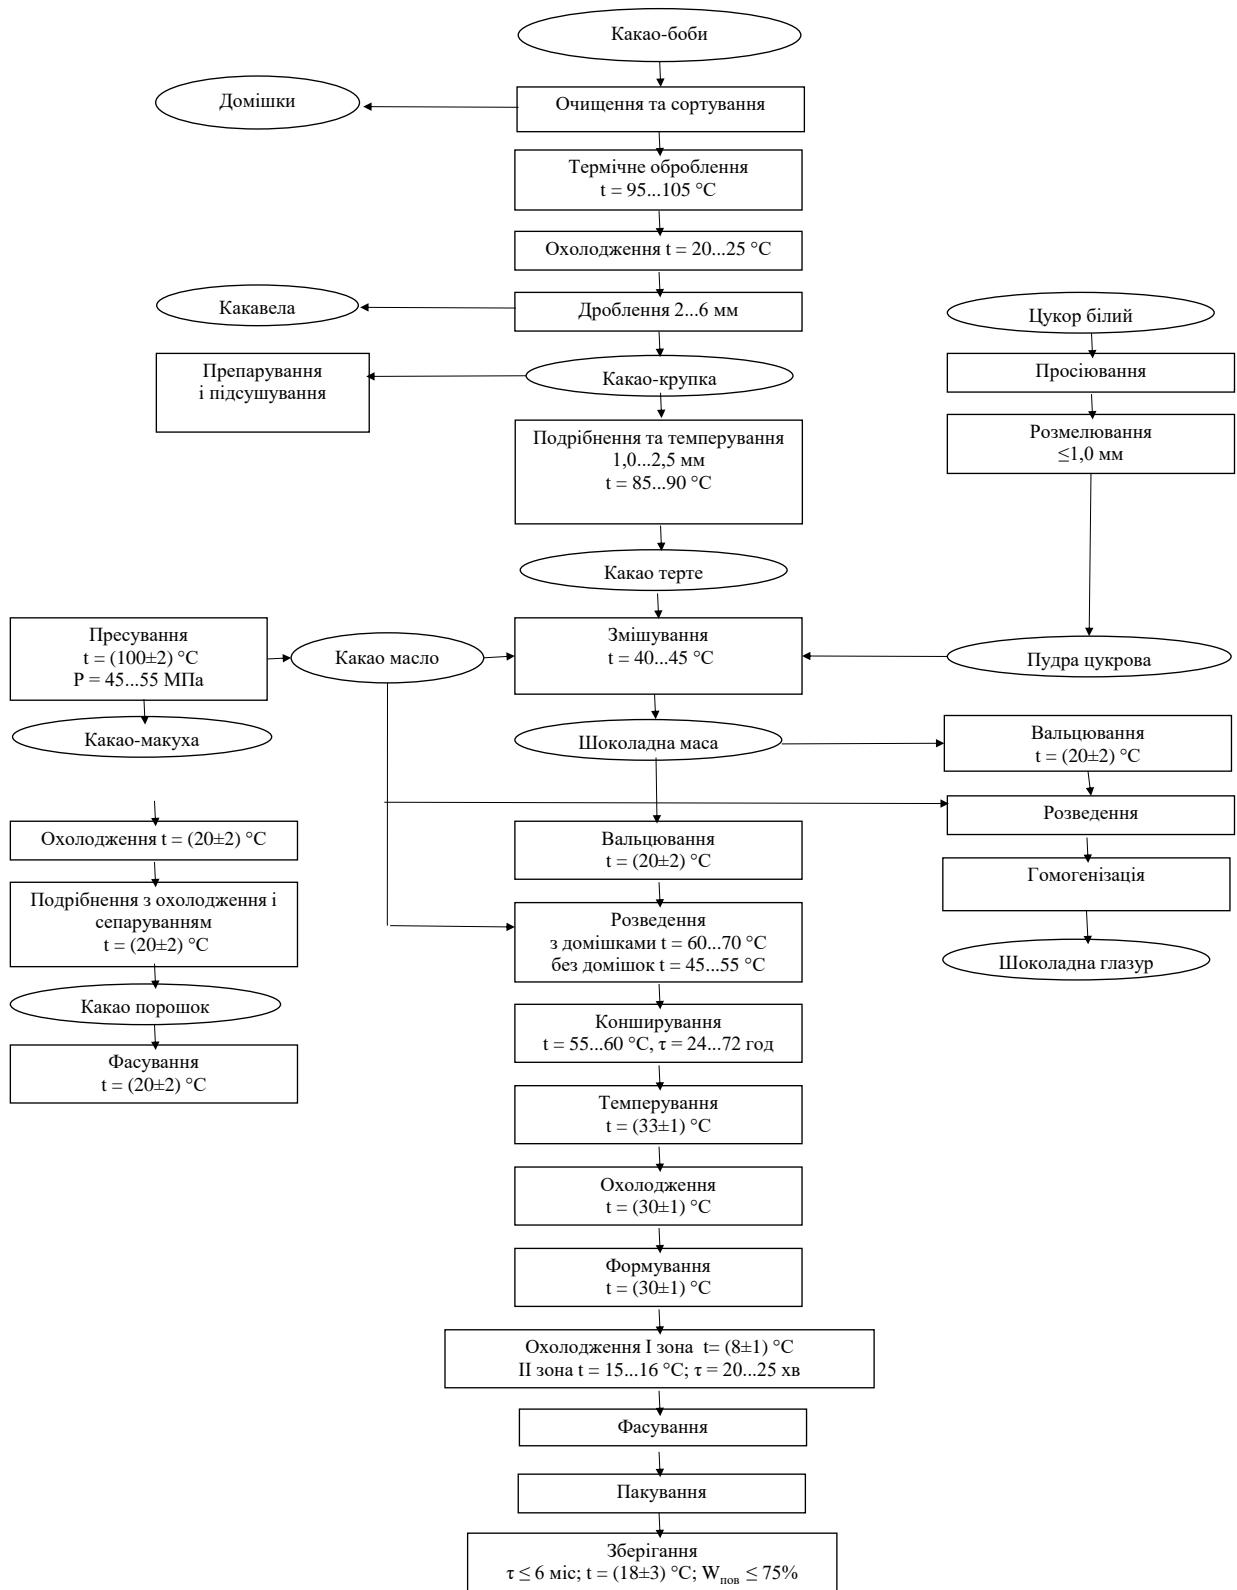 Какао-боби
Домішки
Очищення та сортування
Термічне оброблення
t = 95...105 °C
Охолодження t = 20...25 °C
Какавела
Дроблення 2...6 мм
Цукор білий
Препарування
і підсушування
Какао-крупка
Просіювання
Подрібнення та темперування
1,0...2,5 мм
t = 85...90 °C
Розмелювання
≤1,0 мм
Какао терте
Пресування
t = (100±2) °C
P = 45...55 МПа
Какао масло
Змішування
t = 40...45 °C
Пудра цукрова
Какао-макуха
Шоколадна маса
Вальцювання
t = (20±2) °C
Розведення
Охолодження t = (20±2) °C
Вальцювання
t = (20±2) °C
Гомогенізація
Подрібнення з охолодження і
сепаруванням
t = (20±2) °C
Розведення
з домішками t = 60...70 °C
без домішок t = 45...55 °C
Шоколадна глазур
Какао порошок
Конширування
t = 55...60 °C, τ = 24...72 год
Фасування
t = (20±2) °C
Темперування
t = (33±1) °C
Охолодження
t = (30±1) °C
Формування
t = (30±1) °C
Охолодження I зона t= (8±1) °C
II зона t = 15...16 °C; τ = 20...25 хв
Фасування
Пакування
Зберігання
τ ≤ 6 міс; t = (18±3) °C; Wпов ≤ 75%